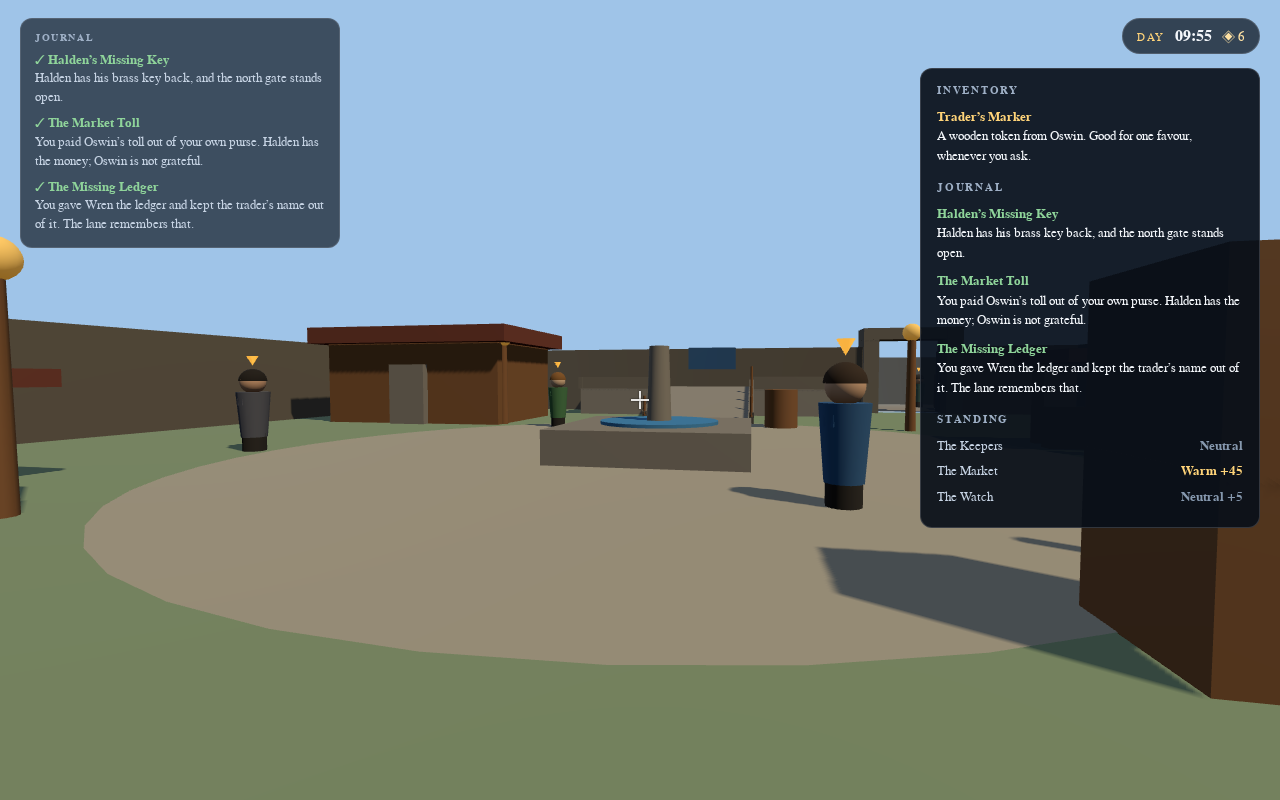 JOURNAL
✓ Halden's Missing Key
Halden has his brass key back, and the north gate stands
open.
✓ The Market Toll
You paid Oswin's toll out of your own purse. Halden has
the money; Oswin is not grateful.
✓ The Missing Ledger
You gave Wren the ledger and kept the trader's name out
of it. The lane remembers that.
DAY 09:55 ◈ 6
INVENTORY
Trader's Marker
A wooden token from Oswin. Good for one favour,
whenever you ask.
JOURNAL
Halden's Missing Key
Halden has his brass key back, and the north gate stands
open.
The Market Toll
You paid Oswin's toll out of your own purse. Halden has the
money; Oswin is not grateful.
The Missing Ledger
You gave Wren the ledger and kept the trader's name out of
it. The lane remembers that.
STANDING
The Keepers Neutral
The Market Warm +45
The Watch Neutral +5